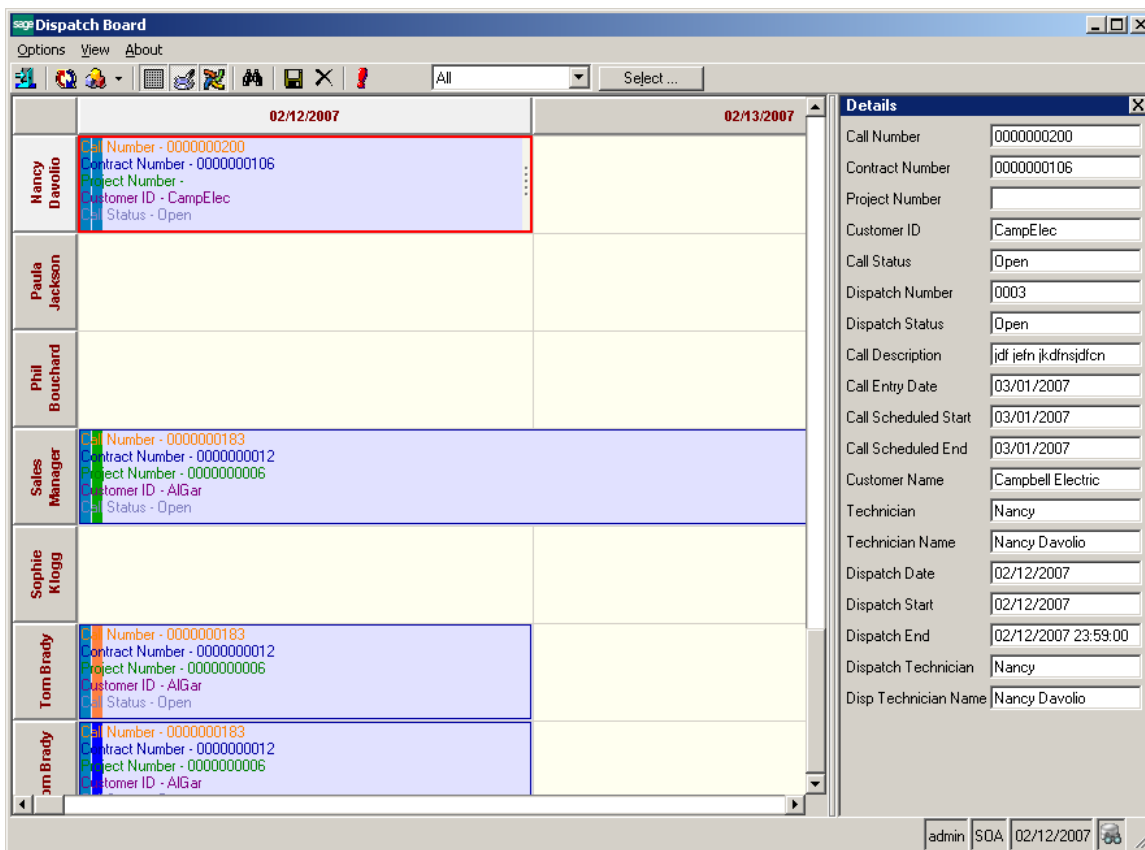 sage Dispatch Board
Options View About
All
Select ...
02/12/2007
02/13/2007
Nancy
Davolio
Call Number - 0000000200
Contract Number - 0000000106
Project Number -
Customer ID - CampElec
Call Status - Open
Paula
Jackson
Phil
Bouchard
Sales
Manager
Call Number - 0000000183
Contract Number - 0000000012
Project Number - 0000000006
Customer ID - AlGar
Call Status - Open
Sophie
Klogg
Tom Brady
Call Number - 0000000183
Contract Number - 0000000012
Project Number - 0000000006
Customer ID - AlGar
Call Status - Open
om Brady
Call Number - 0000000183
Contract Number - 0000000012
Project Number - 0000000006
Customer ID - AlGar
Details
Call Number 0000000200
Contract Number 0000000106
Project Number
Customer ID CampElec
Call Status Open
Dispatch Number 0003
Dispatch Status Open
Call Description jdf jefn jkdfnsjdfcn
Call Entry Date 03/01/2007
Call Scheduled Start 03/01/2007
Call Scheduled End 03/01/2007
Customer Name Campbell Electric
Technician Nancy
Technician Name Nancy Davolio
Dispatch Date 02/12/2007
Dispatch Start 02/12/2007
Dispatch End 02/12/2007 23:59:00
Dispatch Technician Nancy
Disp Technician Name Nancy Davolio
admin SOA 02/12/2007